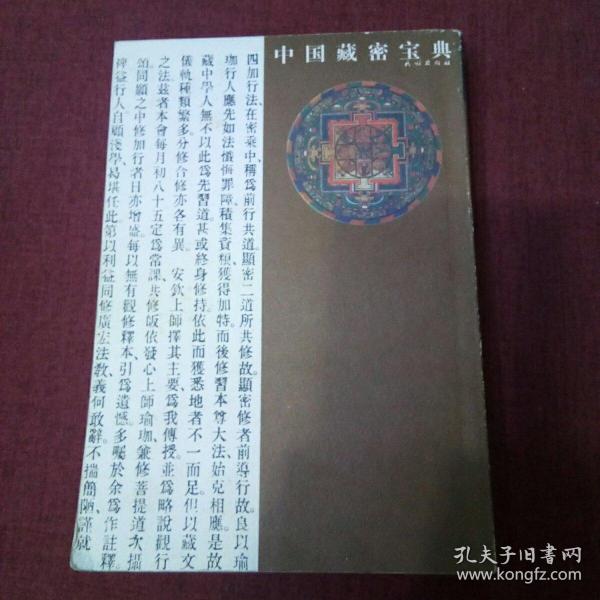 中国藏密宝典
四加行法、在密乘中、稱爲前行共道。顯密二道所共修故。顯密修者前導行故。良以瑜
珈行人、應先如法懺悔罪障、積集資糧、獲得加特。而後修習本尊大法、始克相應。是故
藏中學人、無不以此爲先習道。甚或終身修持。依此而獲悉地者不一而足。但以藏文
儀軌種類繁多。分修合修亦各有異　安欽上師擇其主要、爲我傳授。並爲略說觀行
之法。茲者本會每月初八十五定爲常課、共修皈依發心上師瑜珈、兼修菩提道次攝
頌。同願之中修加行者日亦增盛。每以無有觀修釋本、引爲遺憾。多囑於余爲作註釋。
裨益行人。自顧淺學、曷堪任此。第以利益同修廣宏法教、義何敢辭。不揣簡陋、謹就
孔夫子旧书网
www.kongfz.com